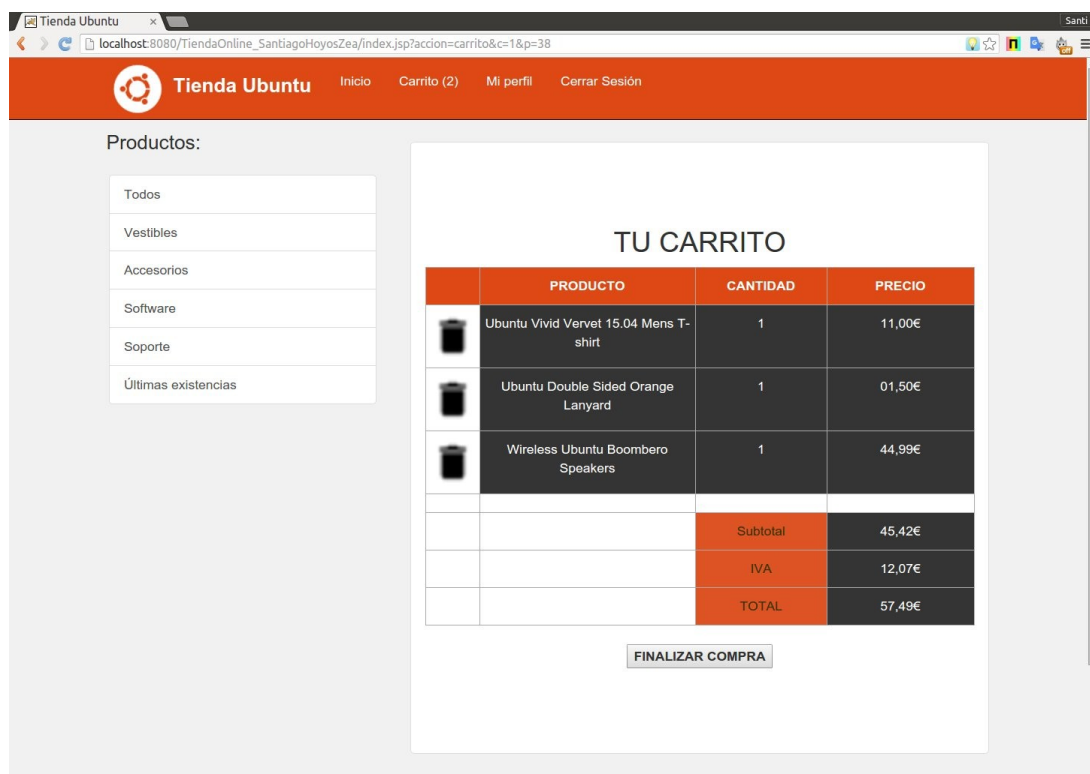 Tienda Ubuntu
Santi
localhost:8080/TiendaOnline_SantiagoHoyosZea/index.jsp?accion=carrito&c=1&p=38
Tienda Ubuntu Inicio Carrito (2) Mi perfil Cerrar Sesión
Productos:
Todos
Vestibles
Accesorios
Software
Soporte
Últimas existencias
TU CARRITO
PRODUCTO CANTIDAD PRECIO
Ubuntu Vivid Vervet 15.04 Mens T- 1 11,00€
shirt
Ubuntu Double Sided Orange 1 01,50€
Lanyard
Wireless Ubuntu Boombero 1 44,99€
Speakers
Subtotal 45,42€
IVA 12,07€
TOTAL 57,49€
FINALIZAR COMPRA